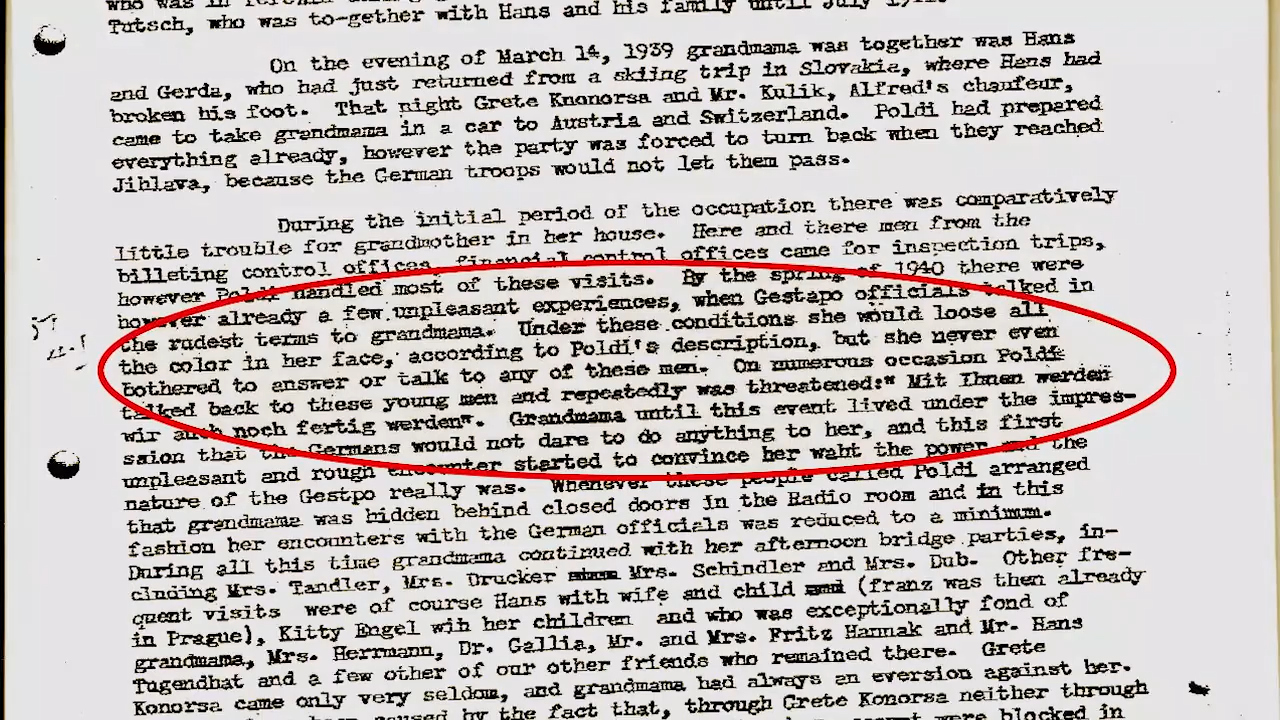 who was in
Tutsch, who was to-gether with Hans and his family until July
On the evening of March 14, 1939 grandmama was together was Hans
and Gerda, who had just returned from a skiing trip in Slovakia, where Hans had
broken his foot. That night Grete Knonorsa and Mr. Kulik, Alfred's chaufeur,
came to take grandmama in a car to Austria and Switzerland. Poldi had prepared
everything already, however the party was forced to turn back when they reached
Jihlava, because the German troops would not let them pass.
During the initial period of the occupation there was comparatively
little trouble for grandmother in her house. Here and there men from the
billeting control offices, financial control offices came for inspection trips,
however Poldi handled most of these visits. By the spring of 1940 there were
however already a few unpleasant experiences, when Gestapo officials talked in
the rudest terms to grandmama. Under these conditions she would loose all
the color in her face, according to Poldi's description, but she never even
bothered to answer or talk to any of these men. On numerous occasion Poldi
talked back to these young men and repeatedly was threatened:" Mit Ihnen werden
wir auch noch fertig werden". Grandmama until this event lived under the impres-
ssion that the Germans would not dare to do anything to her, and this first
unpleasant and rough encounter started to convince her waht the power and the
nature of the Gestpo really was. Whenever these people called Poldi arranged
that grandmama was hidden behind closed doors in the Radio room and in this
fashion her encounters with the German officials was reduced to a minimum.
During all this time grandmama continued with her afternoon bridge parties, in-
cluding Mrs. Tandler, Mrs. Drucker Mrs. Schindler and Mrs. Dub. Other fre-
quent visits were of course Hans with wife and child (franz was then already
in Prague), Kitty Engel wih her children and who was exceptionally fond of
grandmama, Mrs. Herrmann, Dr. Gallia, Mr. and Mrs. Fritz Hannak and Mr. Hans
Tugendhat and a few other of our other friends who remained there. Grete
Konorsa came only very seldom, and grandmama had always an eversion against her.
caused by the fact that, through Grete Konorsa neither through
were blocked in